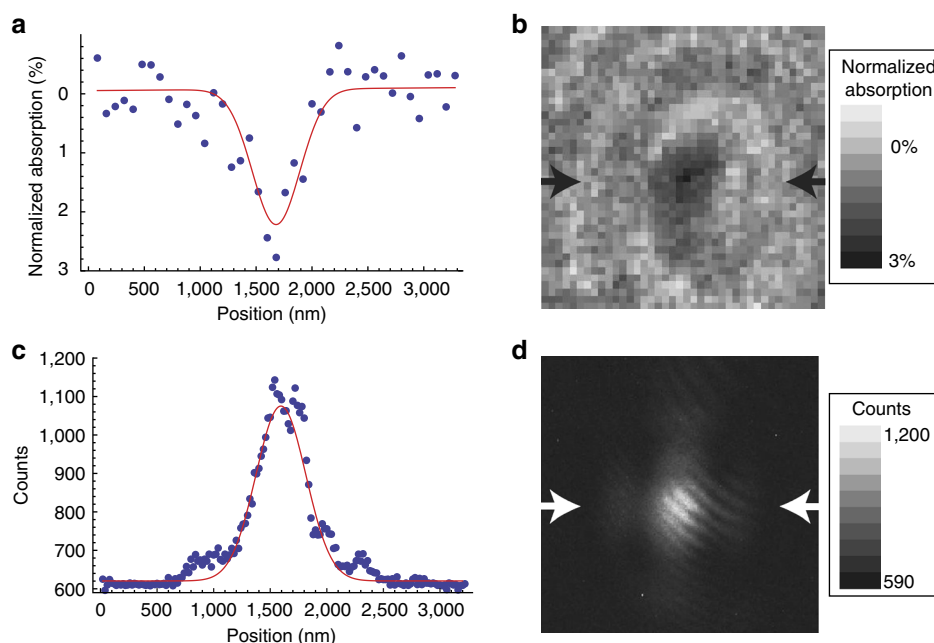 a
Normalized absorption (%)
0
1
2
3
0 500 1,000 1,500 2,000 2,500 3,000
Position (nm)
b
Normalized
absorption
0%
3%
c
Counts
1,200
1,100
1,000
900
800
700
600
0 500 1,000 1,500 2,000 2,500 3,000
Position (nm)
d
Counts
1,200
590